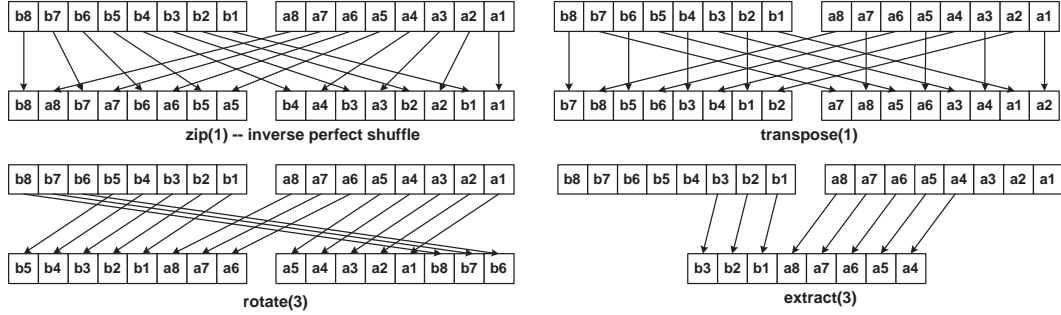 b8 b7 b6 b5 b4 b3 b2 b1 a8 a7 a6 a5 a4 a3 a2 a1
b8 a8 b7 a7 b6 a6 b5 a5 b4 a4 b3 a3 b2 a2 b1 a1
zip(1) -- inverse perfect shuffle
b8 b7 b6 b5 b4 b3 b2 b1 a8 a7 a6 a5 a4 a3 a2 a1
b7 b8 b5 b6 b3 b4 b1 b2 a7 a8 a5 a6 a3 a4 a1 a2
transpose(1)
b8 b7 b6 b5 b4 b3 b2 b1 a8 a7 a6 a5 a4 a3 a2 a1
b5 b4 b3 b2 b1 a8 a7 a6 a5 a4 a3 a2 a1 b8 b7 b6
rotate(3)
b8 b7 b6 b5 b4 b3 b2 b1 a8 a7 a6 a5 a4 a3 a2 a1
b3 b2 b1 a8 a7 a6 a5 a4
extract(3)